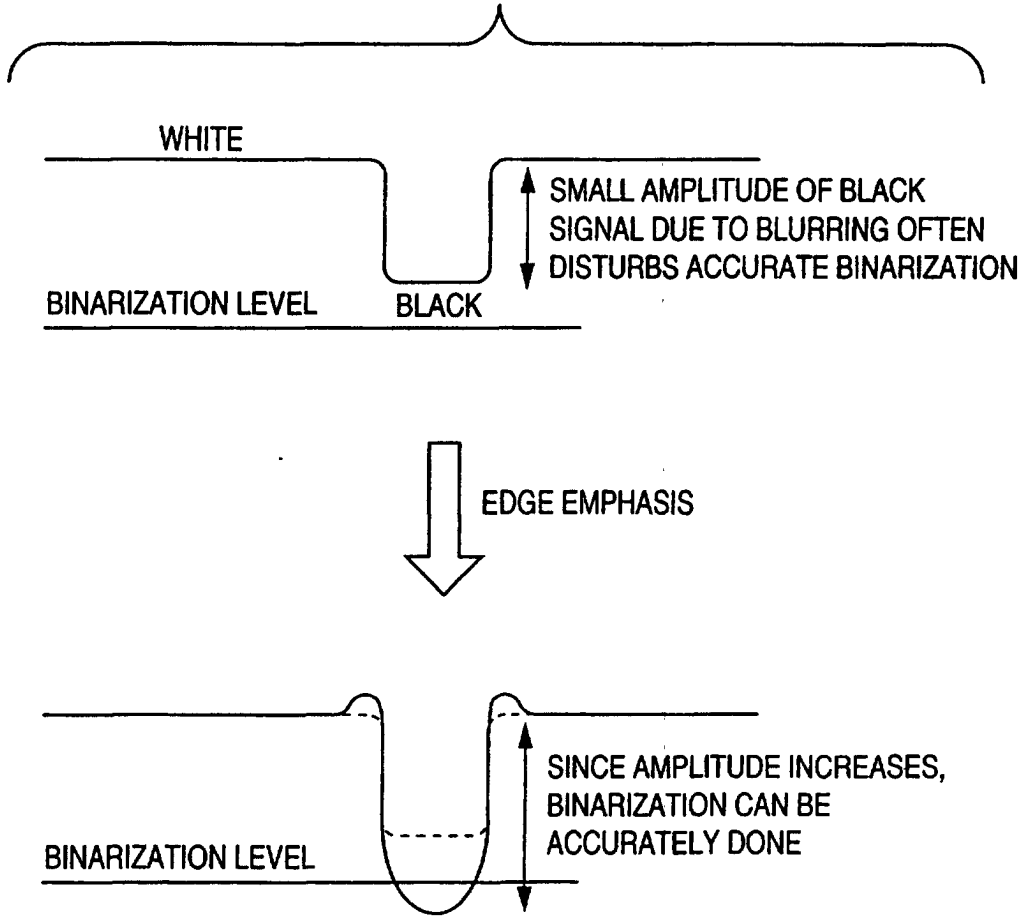 WHITE
SMALL AMPLITUDE OF BLACK
SIGNAL DUE TO BLURRING OFTEN
DISTURBS ACCURATE BINARIZATION
BINARIZATION LEVEL
BLACK
EDGE EMPHASIS
SINCE AMPLITUDE INCREASES,
BINARIZATION CAN BE
ACCURATELY DONE
BINARIZATION LEVEL